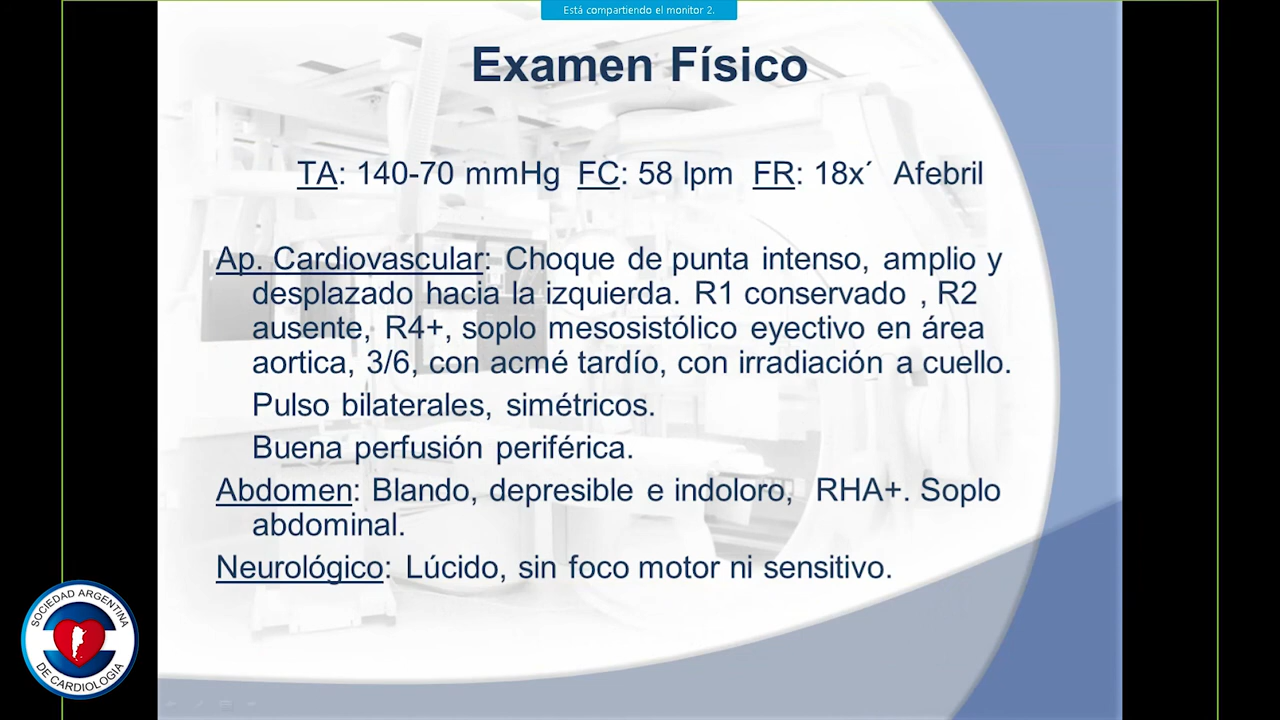 Está compartiendo el monitor 2.
Examen Físico
TA: 140-70 mmHg FC: 58 lpm FR: 18x´ Afebril
Ap. Cardiovascular: Choque de punta intenso, amplio y
desplazado hacia la izquierda. R1 conservado , R2
ausente, R4+, soplo mesosistólico eyectivo en área
aortica, 3/6, con acmé tardío, con irradiación a cuello.
Pulso bilaterales, simétricos.
Buena perfusión periférica.
Abdomen: Blando, depresible e indoloro, RHA+. Soplo
abdominal.
Neurológico: Lúcido, sin foco motor ni sensitivo.
SOCIEDAD ARGENTINA
DE CARDIOLOGÍA